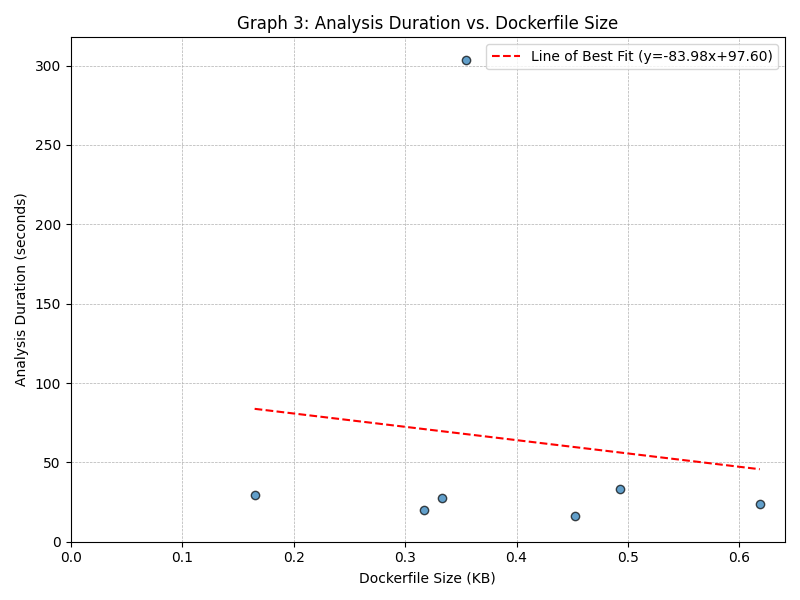 Graph 3: Analysis Duration vs. Dockerfile Size
Line of Best Fit (y=-83.98x+97.60)
Analysis Duration (seconds)
300
250
200
150
100
50
0
0.0 0.1 0.2 0.3 0.4 0.5 0.6
Dockerfile Size (KB)